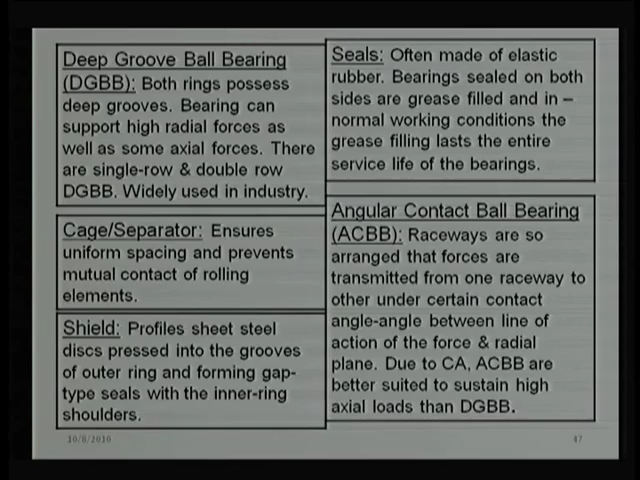 Deep Groove Ball Bearing
(DGBB): Both rings possess
deep grooves. Bearing can
support high radial forces as
well as some axial forces. There
are single-row & double row
DGBB. Widely used in industry.
Cage/Separator: Ensures
uniform spacing and prevents
mutual contact of rolling
elements.
Shield: Profiles sheet steel
discs pressed into the grooves
of outer ring and forming gap-
type seals with the inner-ring
shoulders.
Seals: Often made of elastic
rubber. Bearings sealed on both
sides are grease filled and in –
normal working conditions the
grease filling lasts the entire
service life of the bearings.
Angular Contact Ball Bearing
(ACBB): Raceways are so
arranged that forces are
transmitted from one raceway to
other under certain contact
angle-angle between line of
action of the force & radial
plane. Due to CA, ACBB are
better suited to sustain high
axial loads than DGBB.
10/8/2010
47